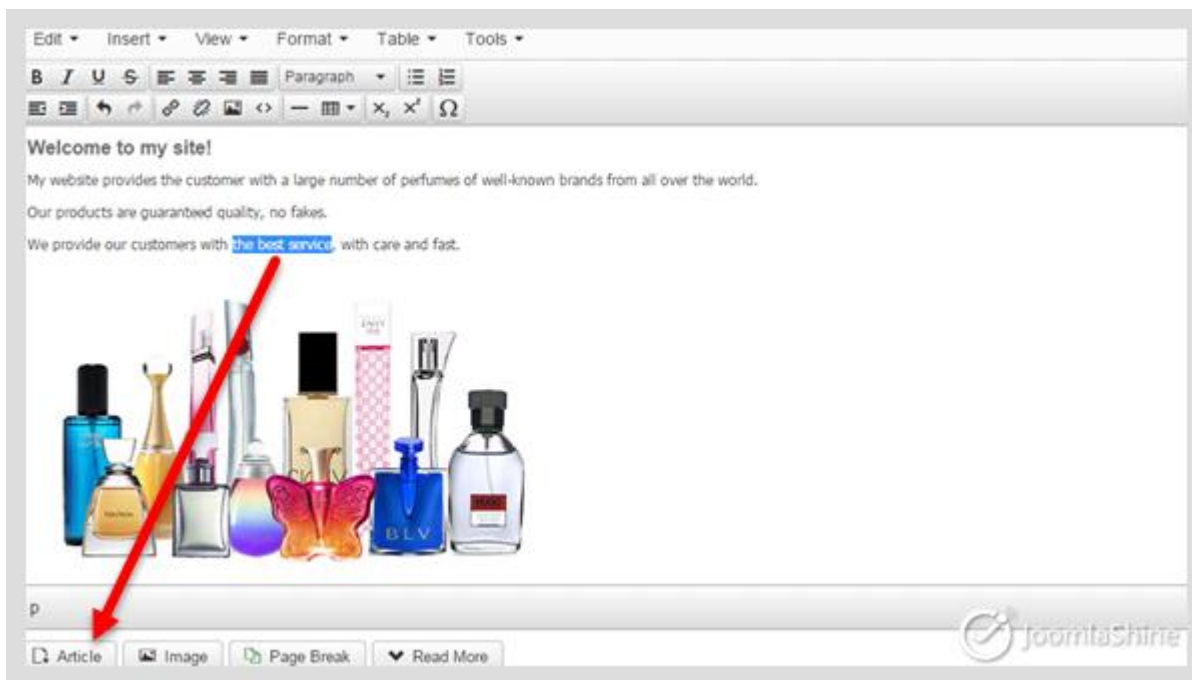 Edit Insert View Format Table Tools
B I U S Paragraph
x, x² Ω
Welcome to my site!
My website provides the customer with a large number of perfumes of well-known brands from all over the world.
Our products are guaranteed quality, no fakes.
We provide our customers with the best service, with care and fast.
ENVY
BLV
HUGO
p
Article Image Page Break Read More
JoomlaShine